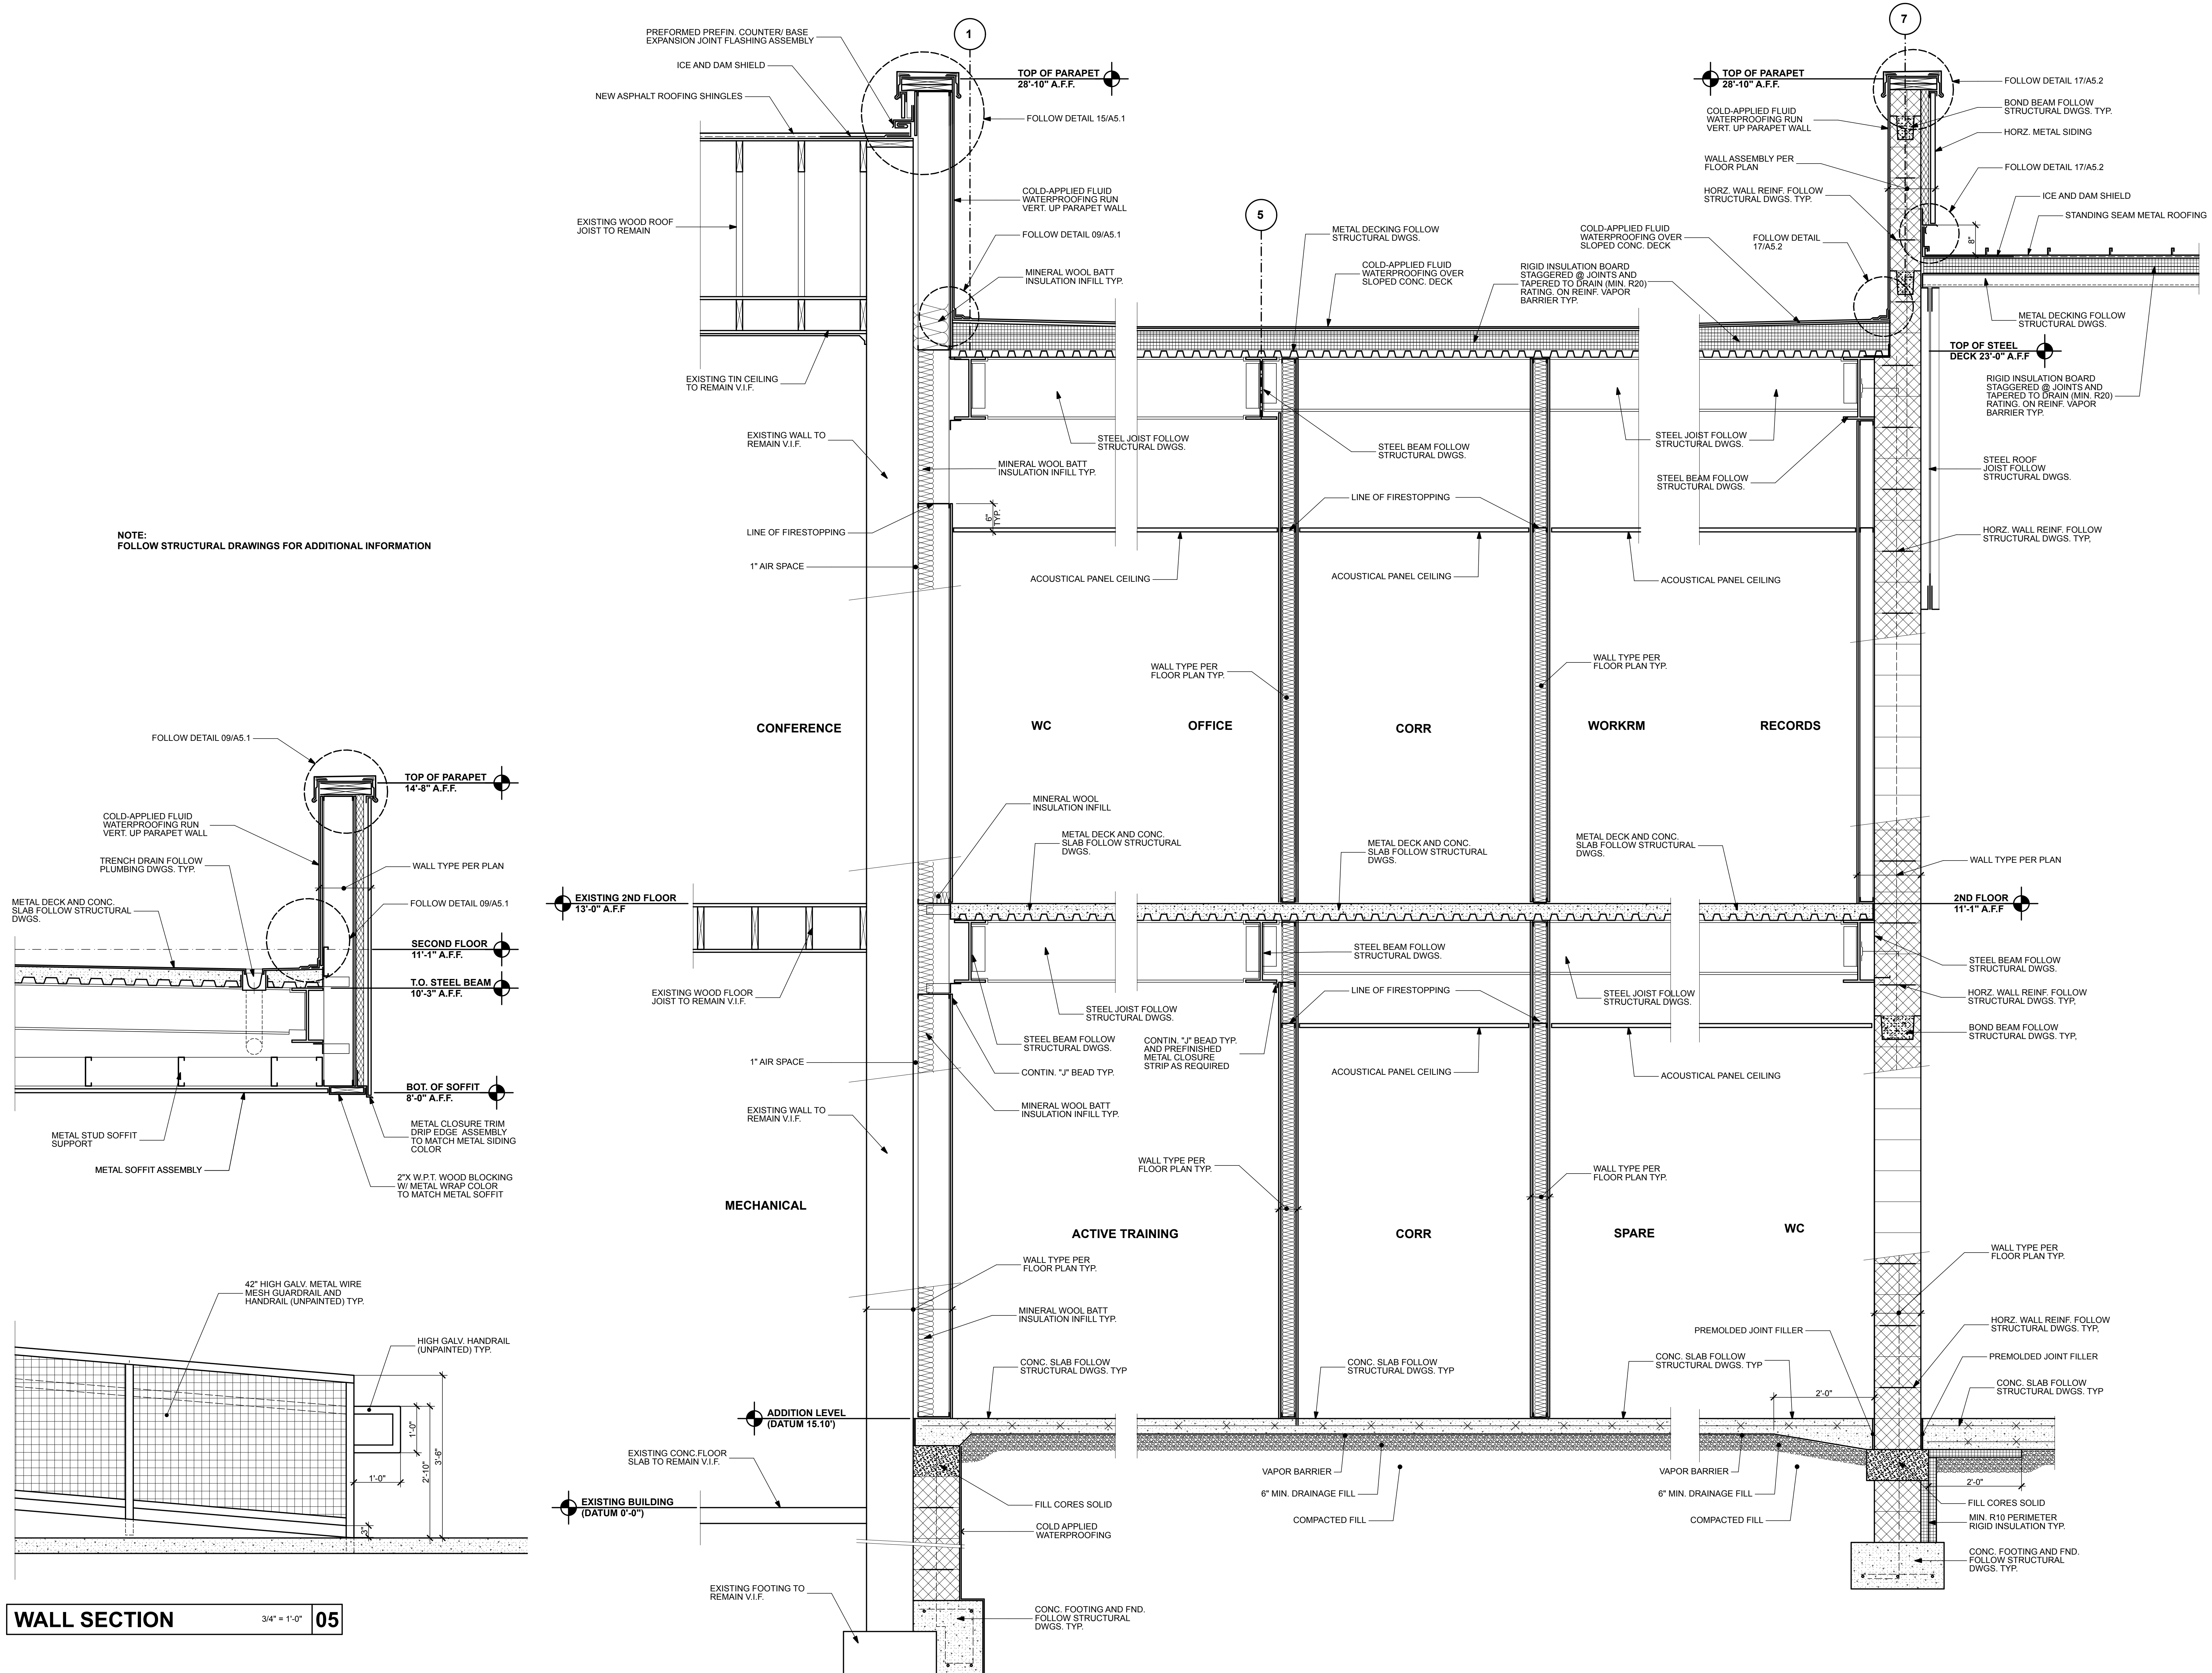 1
7
PREFORMED PREFIN. COUNTER/ BASE
EXPANSION JOINT FLASHING ASSEMBLY
ICE AND DAM SHIELD
NEW ASPHALT ROOFING SHINGLES
TOP OF PARAPET
28'-10" A.F.F.
FOLLOW DETAIL 15/A5.1
EXISTING WOOD ROOF
JOIST TO REMAIN
COLD-APPLIED FLUID
WATERPROOFING RUN
VERT. UP PARAPET WALL
FOLLOW DETAIL 09/A5.1
MINERAL WOOL BATT
INSULATION INFILL TYP.
5
METAL DECKING FOLLOW
STRUCTURAL DWGS.
COLD-APPLIED FLUID
WATERPROOFING OVER
SLOPED CONC. DECK
RIGID INSULATION BOARD
STAGGERED @ JOINTS AND
TAPERED TO DRAIN (MIN. R20)
RATING. ON REINF. VAPOR
BARRIER TYP.
COLD-APPLIED FLUID
WATERPROOFING OVER
SLOPED CONC. DECK
TOP OF PARAPET
28'-10" A.F.F.
COLD-APPLIED FLUID
WATERPROOFING RUN
VERT. UP PARAPET WALL
WALL ASSEMBLY PER
FLOOR PLAN
HORZ. WALL REINF. FOLLOW
STRUCTURAL DWGS. TYP.
FOLLOW DETAIL
17/A5.2
FOLLOW DETAIL 17/A5.2
BOND BEAM FOLLOW
STRUCTURAL DWGS. TYP.
HORZ. METAL SIDING
FOLLOW DETAIL 17/A5.2
ICE AND DAM SHIELD
STANDING SEAM METAL ROOFING
8"
METAL DECKING FOLLOW
STRUCTURAL DWGS.
TOP OF STEEL
DECK 23'-0" A.F.F
RIGID INSULATION BOARD
STAGGERED @ JOINTS AND
TAPERED TO DRAIN (MIN. R20)
RATING. ON REINF. VAPOR
BARRIER TYP.
EXISTING TIN CEILING
TO REMAIN V.I.F.
EXISTING WALL TO
REMAIN V.I.F.
STEEL JOIST FOLLOW
STRUCTURAL DWGS.
MINERAL WOOL BATT
INSULATION INFILL TYP.
STEEL BEAM FOLLOW
STRUCTURAL DWGS.
STEEL JOIST FOLLOW
STRUCTURAL DWGS.
STEEL BEAM FOLLOW
STRUCTURAL DWGS.
STEEL ROOF
JOIST FOLLOW
STRUCTURAL DWGS.
LINE OF FIRESTOPPING
6"
TYP.
LINE OF FIRESTOPPING
HORZ. WALL REINF. FOLLOW
STRUCTURAL DWGS. TYP,
1" AIR SPACE
ACOUSTICAL PANEL CEILING
ACOUSTICAL PANEL CEILING
ACOUSTICAL PANEL CEILING
NOTE:
FOLLOW STRUCTURAL DRAWINGS FOR ADDITIONAL INFORMATION
WALL TYPE PER
FLOOR PLAN TYP.
WALL TYPE PER
FLOOR PLAN TYP.
CONFERENCE
WC
OFFICE
CORR
WORKRM
RECORDS
MINERAL WOOL
INSULATION INFILL
METAL DECK AND CONC.
SLAB FOLLOW STRUCTURAL
DWGS.
METAL DECK AND CONC.
SLAB FOLLOW STRUCTURAL
DWGS.
METAL DECK AND CONC.
SLAB FOLLOW STRUCTURAL
DWGS.
WALL TYPE PER PLAN
EXISTING 2ND FLOOR
13'-0" A.F.F
2ND FLOOR
11'-1" A.F.F
EXISTING WOOD FLOOR
JOIST TO REMAIN V.I.F.
STEEL BEAM FOLLOW
STRUCTURAL DWGS.
STEEL BEAM FOLLOW
STRUCTURAL DWGS.
LINE OF FIRESTOPPING
STEEL JOIST FOLLOW
STRUCTURAL DWGS.
STEEL JOIST FOLLOW
STRUCTURAL DWGS.
HORZ. WALL REINF. FOLLOW
STRUCTURAL DWGS. TYP,
STEEL BEAM FOLLOW
STRUCTURAL DWGS.
CONTIN. "J" BEAD TYP.
AND PREFINISHED
METAL CLOSURE
STRIP AS REQUIRED
BOND BEAM FOLLOW
STRUCTURAL DWGS. TYP,
1" AIR SPACE
CONTIN. "J" BEAD TYP.
ACOUSTICAL PANEL CEILING
ACOUSTICAL PANEL CEILING
EXISTING WALL TO
REMAIN V.I.F.
MINERAL WOOL BATT
INSULATION INFILL TYP.
WALL TYPE PER
FLOOR PLAN TYP.
WALL TYPE PER
FLOOR PLAN TYP.
MECHANICAL
ACTIVE TRAINING
CORR
SPARE
WC
WALL TYPE PER
FLOOR PLAN TYP.
WALL TYPE PER
FLOOR PLAN TYP.
MINERAL WOOL BATT
INSULATION INFILL TYP.
PREMOLDED JOINT FILLER
HORZ. WALL REINF. FOLLOW
STRUCTURAL DWGS. TYP,
PREMOLDED JOINT FILLER
CONC. SLAB FOLLOW
STRUCTURAL DWGS. TYP
CONC. SLAB FOLLOW
STRUCTURAL DWGS. TYP
CONC. SLAB FOLLOW
STRUCTURAL DWGS. TYP
CONC. SLAB FOLLOW
STRUCTURAL DWGS. TYP
2'-0"
ADDITION LEVEL
(DATUM 15.10')
EXISTING CONC.FLOOR
SLAB TO REMAIN V.I.F.
EXISTING BUILDING
(DATUM 0'-0")
VAPOR BARRIER
6" MIN. DRAINAGE FILL
COMPACTED FILL
VAPOR BARRIER
6" MIN. DRAINAGE FILL
COMPACTED FILL
2'-0"
FILL CORES SOLID
COLD APPLIED
WATERPROOFING
FILL CORES SOLID
MIN. R10 PERIMETER
RIGID INSULATION TYP.
CONC. FOOTING AND FND.
FOLLOW STRUCTURAL
DWGS. TYP.
EXISTING FOOTING TO
REMAIN V.I.F.
CONC. FOOTING AND FND.
FOLLOW STRUCTURAL
DWGS. TYP.
FOLLOW DETAIL 09/A5.1
TOP OF PARAPET
14'-8" A.F.F.
COLD-APPLIED FLUID
WATERPROOFING RUN
VERT. UP PARAPET WALL
TRENCH DRAIN FOLLOW
PLUMBING DWGS. TYP.
WALL TYPE PER PLAN
METAL DECK AND CONC.
SLAB FOLLOW STRUCTURAL
DWGS.
FOLLOW DETAIL 09/A5.1
SECOND FLOOR
11'-1" A.F.F.
T.O. STEEL BEAM
10'-3" A.F.F.
BOT. OF SOFFIT
8'-0" A.F.F.
METAL STUD SOFFIT
SUPPORT
METAL CLOSURE TRIM
DRIP EDGE ASSEMBLY
TO MATCH METAL SIDING
COLOR
METAL SOFFIT ASSEMBLY
2"X W.P.T. WOOD BLOCKING
W/ METAL WRAP COLOR
TO MATCH METAL SOFFIT
42" HIGH GALV. METAL WIRE
MESH GUARDRAIL AND
HANDRAIL (UNPAINTED) TYP.
HIGH GALV. HANDRAIL
(UNPAINTED) TYP.
1'-0"
1'-0"
2'-10"
3'-6"
3"
WALL SECTION
3/4" = 1'-0"
05